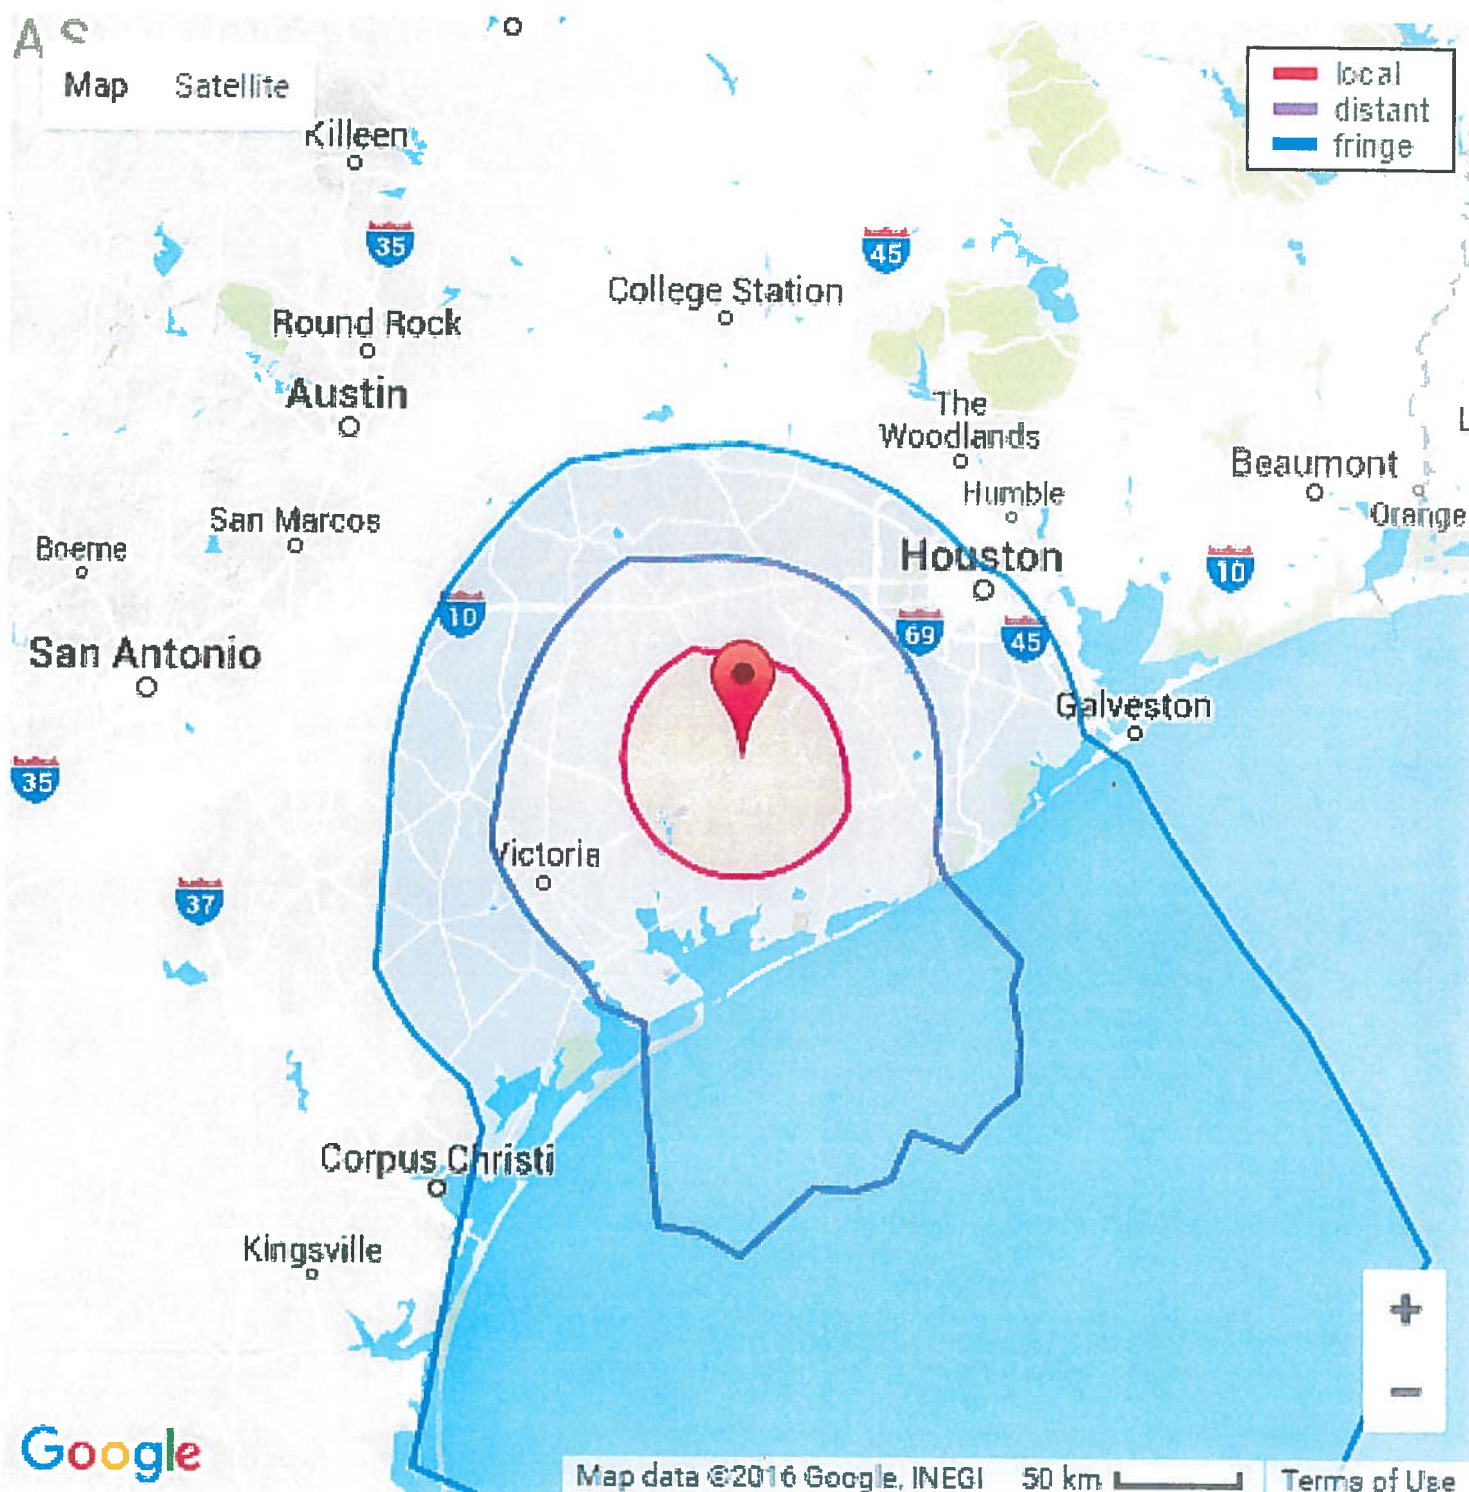 Map Satellite
local
distant
fringe
Killeen
35
45
College Station
Round Rock
Austin
The
Woodlands
Beaumont
Humble
Orange
San Marcos
Boerne
Houston
10
10
69
45
San Antonio
Galveston
35
Victoria
37
Corpus Christi
Kingsville
+
−
Google
Map data ©2016 Google, INEGI 50 km Terms of Use